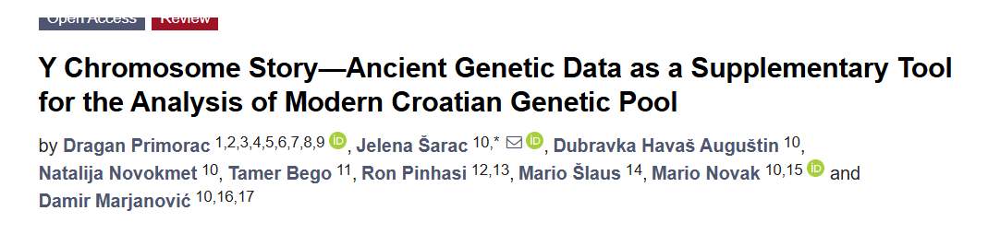 Open Access Review
Y Chromosome Story—Ancient Genetic Data as a Supplementary Tool
for the Analysis of Modern Croatian Genetic Pool
by Dragan Primorac 1,2,3,4,5,6,7,8,9 iD, Jelena Šarac 10,* iD, Dubravka Havaš Auguštin 10,
Natalija Novokmet 10, Tamer Bego 11, Ron Pinhasi 12,13, Mario Šlaus 14, Mario Novak 10,15 iD and
Damir Marjanović 10,16,17